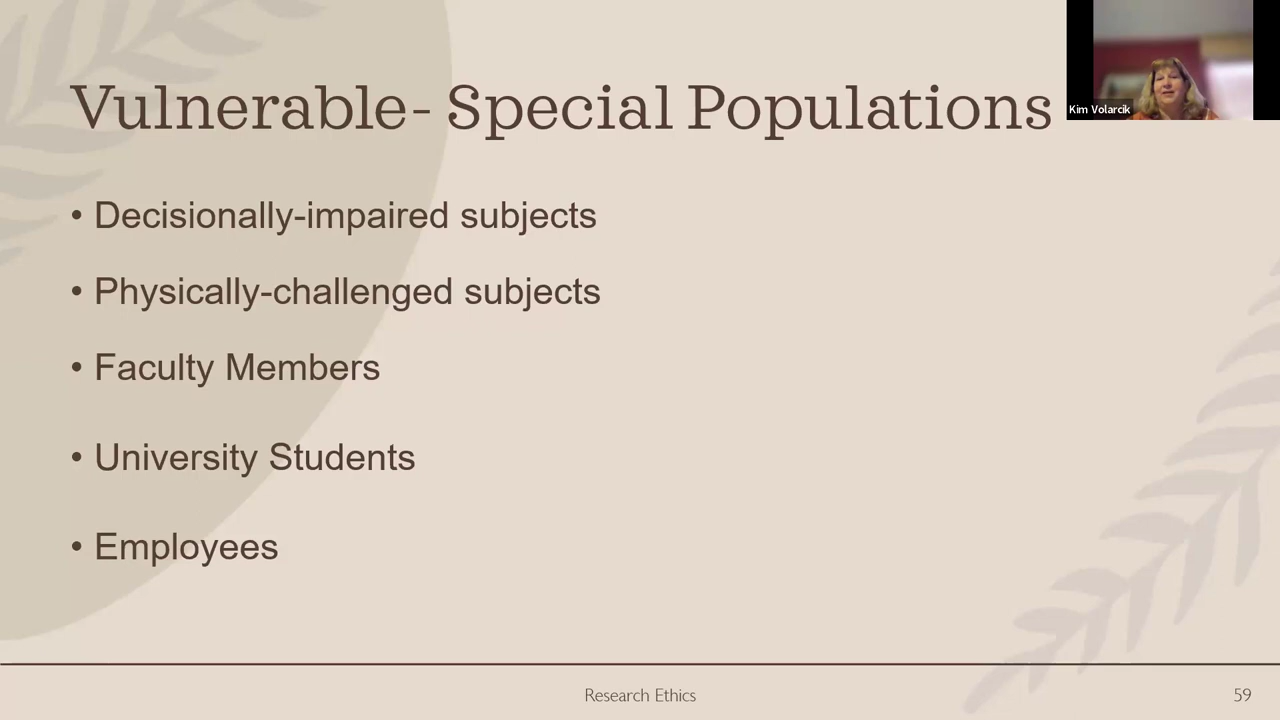 Vulnerable- Special Populations
Kim Volarcik
• Decisionally-impaired subjects
• Physically-challenged subjects
• Faculty Members
• University Students
• Employees
Research Ethics
59